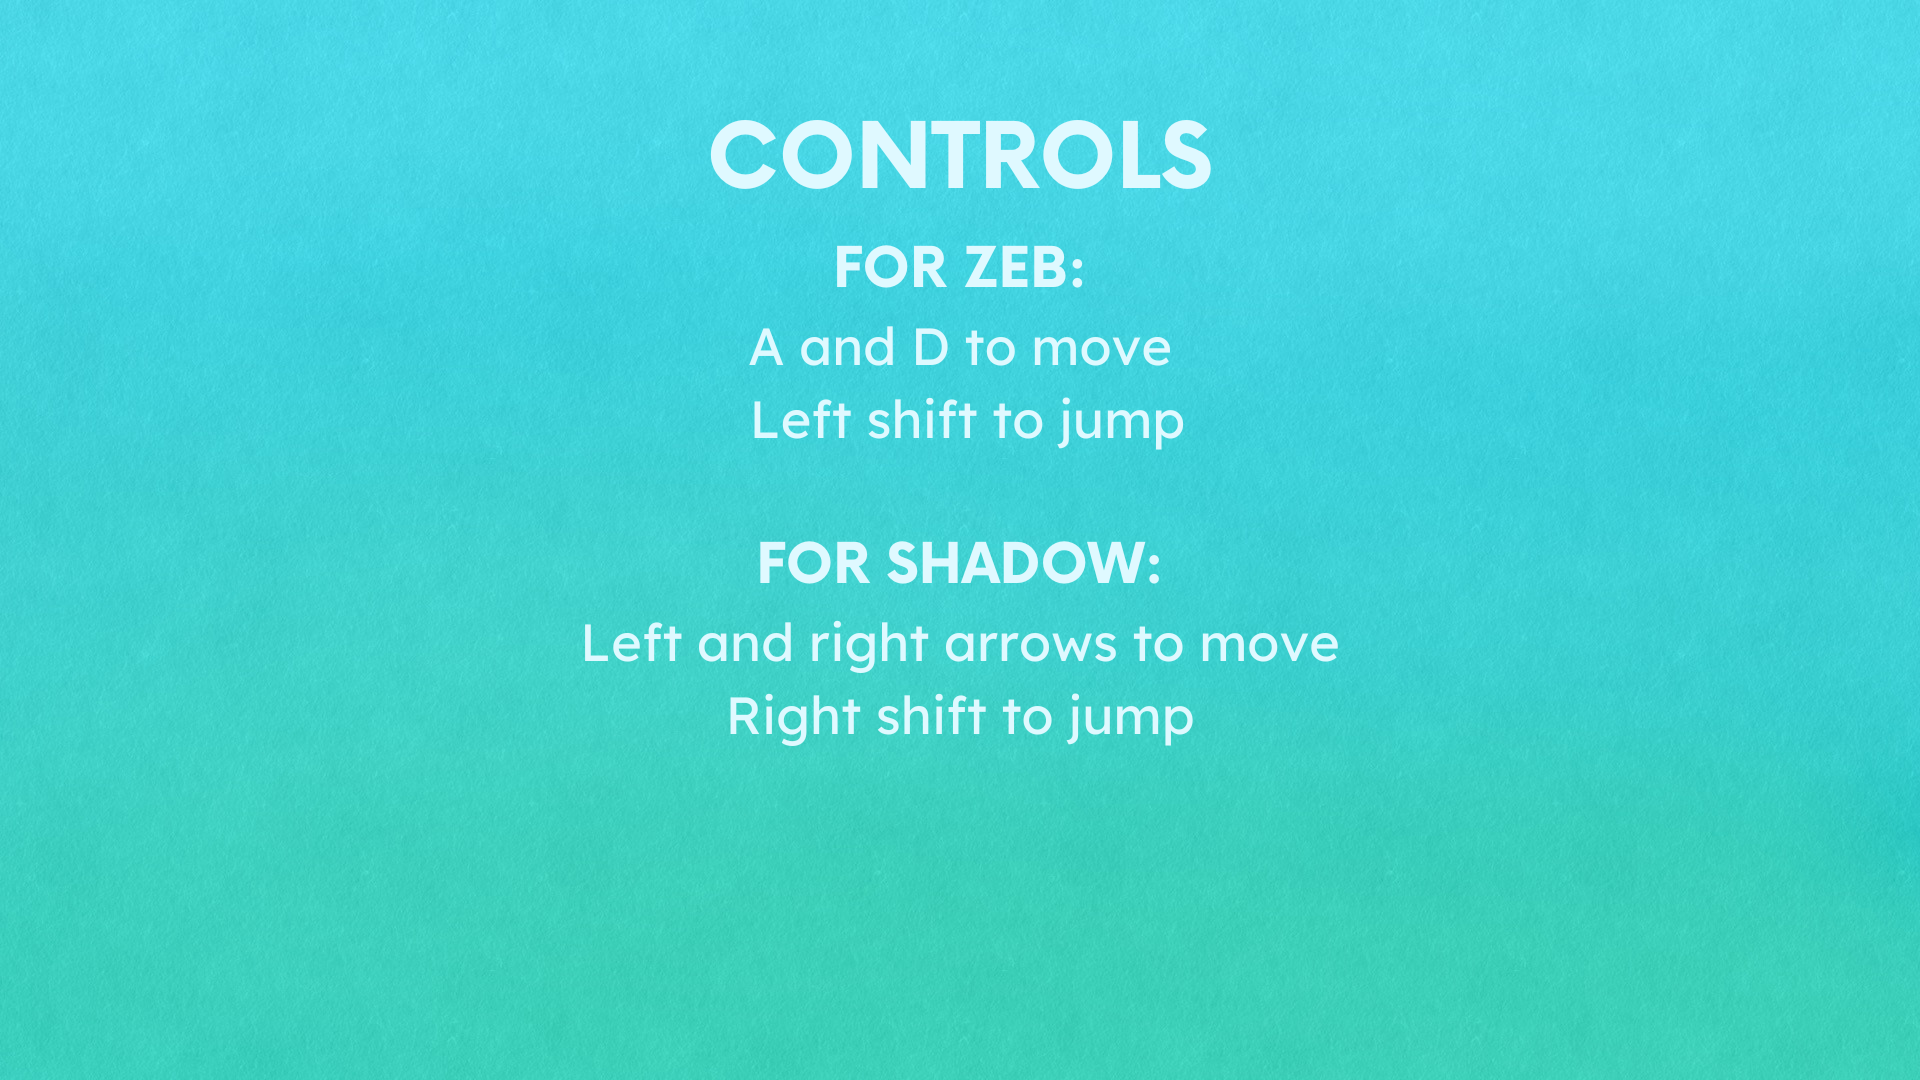 CONTROLS
FOR ZEB:
A and D to move
Left shift to jump
FOR SHADOW:
Left and right arrows to move
Right shift to jump